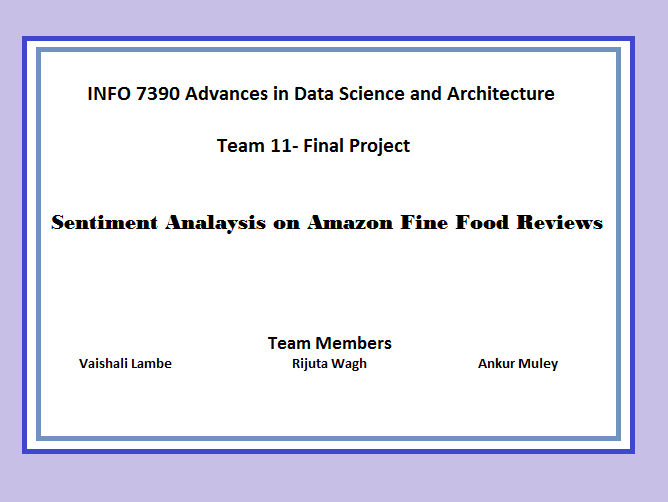 INFO 7390 Advances in Data Science and Architecture
Team 11- Final Project
Sentiment Analaysis on Amazon Fine Food Reviews
Team Members
Vaishali Lambe Rijuta Wagh Ankur Muley